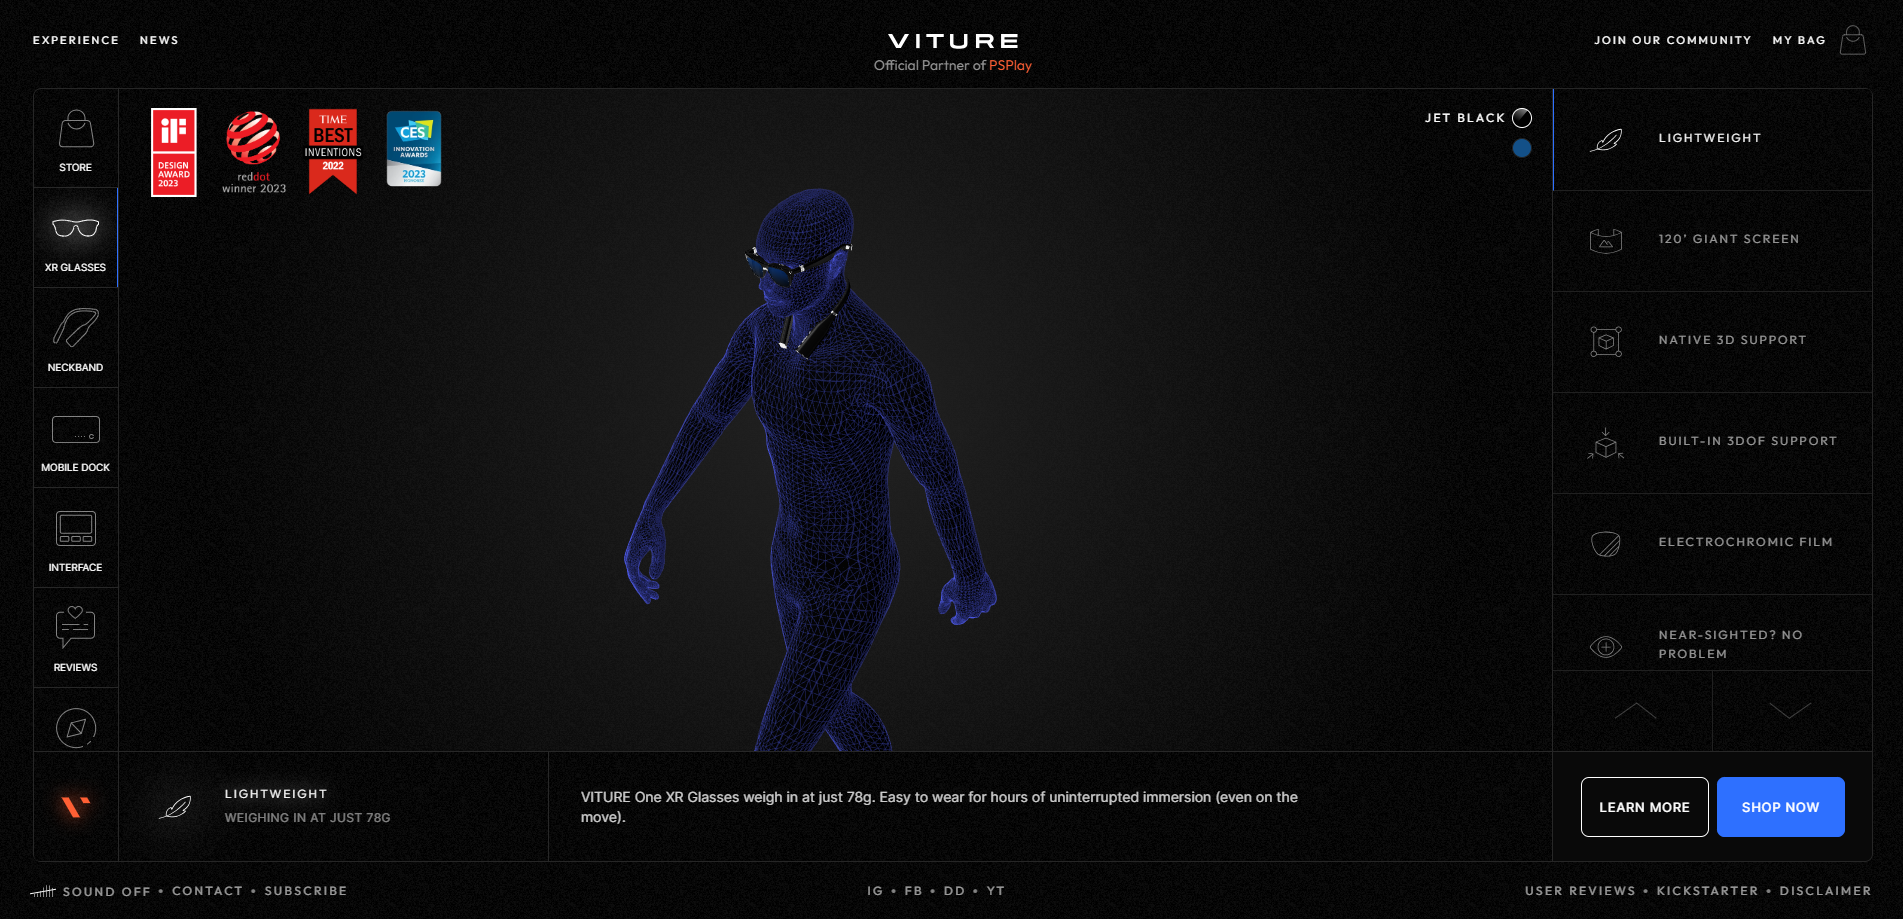 EXPERIENCE NEWS
VITURE
Official Partner of PSPlay
JOIN OUR COMMUNITY MY BAG
STORE
XR GLASSES
NECKBAND
MOBILE DOCK
INTERFACE
REVIEWS
iF
DESIGN
AWARD
2023
reddot
winner 2023
TIME
BEST
INVENTIONS
2022
CES
INNOVATION
AWARDS
2023
JET BLACK
LIGHTWEIGHT
120' GIANT SCREEN
NATIVE 3D SUPPORT
BUILT-IN 3DOF SUPPORT
ELECTROCHROMIC FILM
NEAR-SIGHTED? NO
PROBLEM
LIGHTWEIGHT
WEIGHING IN AT JUST 78G
VITURE One XR Glasses weigh in at just 78g. Easy to wear for hours of uninterrupted immersion (even on the
move).
LEARN MORE
SHOP NOW
SOUND OFF • CONTACT • SUBSCRIBE
IG • FB • DD • YT
USER REVIEWS • KICKSTARTER • DISCLAIMER